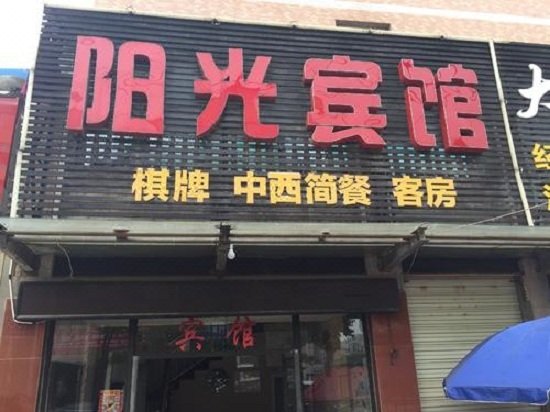 阳光宾馆
棋牌 中西简餐 客房
宾馆